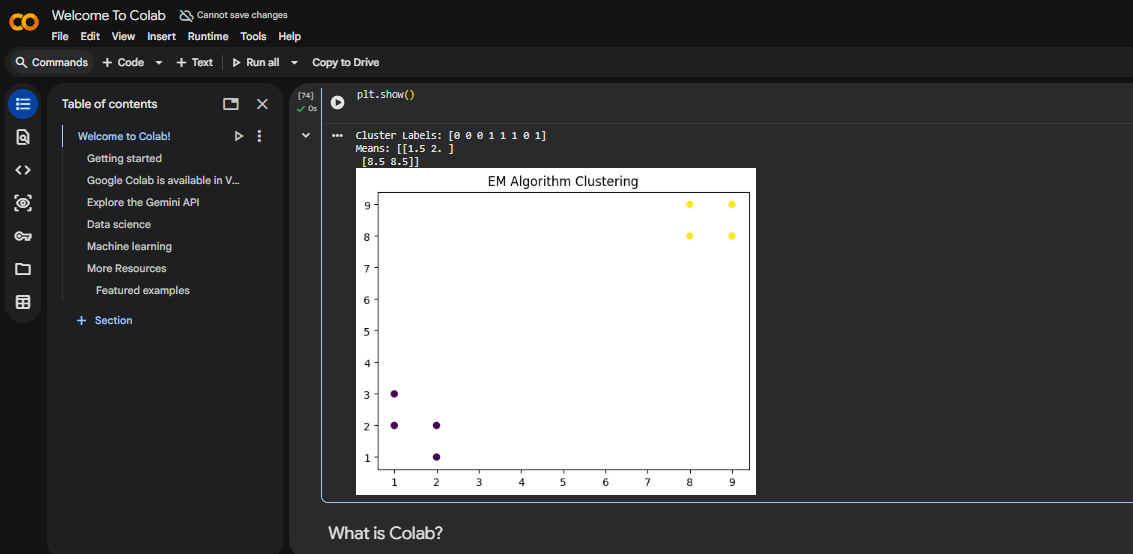 Welcome To Colab
Cannot save changes
File Edit View Insert Runtime Tools Help
Commands + Code + Text Run all Copy to Drive
Table of contents
Welcome to Colab!
Getting started
Google Colab is available in V...
Explore the Gemini API
Data science
Machine learning
More Resources
Featured examples
+ Section
[74]
0s
plt.show()
Cluster Labels: [0 0 0 1 1 1 0 1]
Means: [[1.5 2. ]
[8.5 8.5]]
EM Algorithm Clustering
9
8
7
6
5
4
3
2
1
1 2 3 4 5 6 7 8 9
What is Colab?